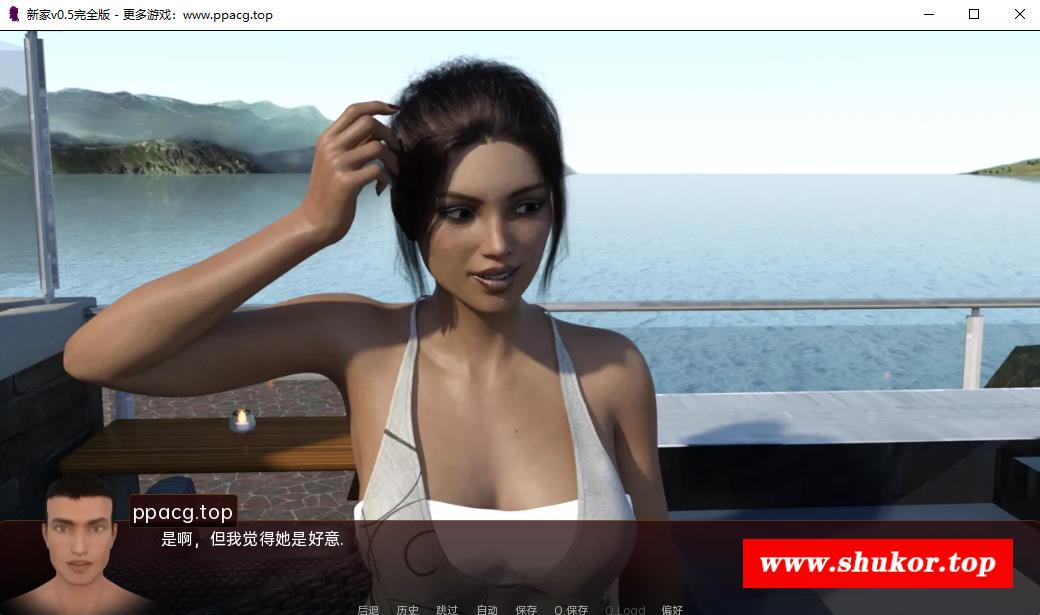 新家v0.5完全版 - 更多游戏：www.ppacg.top
ppacg.top
是啊，但我觉得她是好意.
www.shukor.top
后退 历史 跳过 自动 保存 Q.保存 Q.Load 偏好